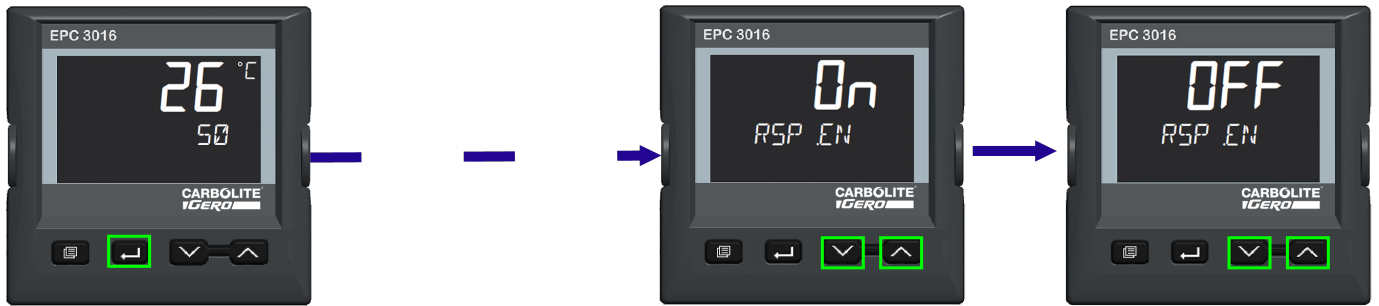 EPC 3016
26 °C
50
CARBOLITE
GERO
EPC 3016
On
RSP .EN
CARBOLITE
GERO
EPC 3016
OFF
RSP .EN
CARBOLITE
GERO